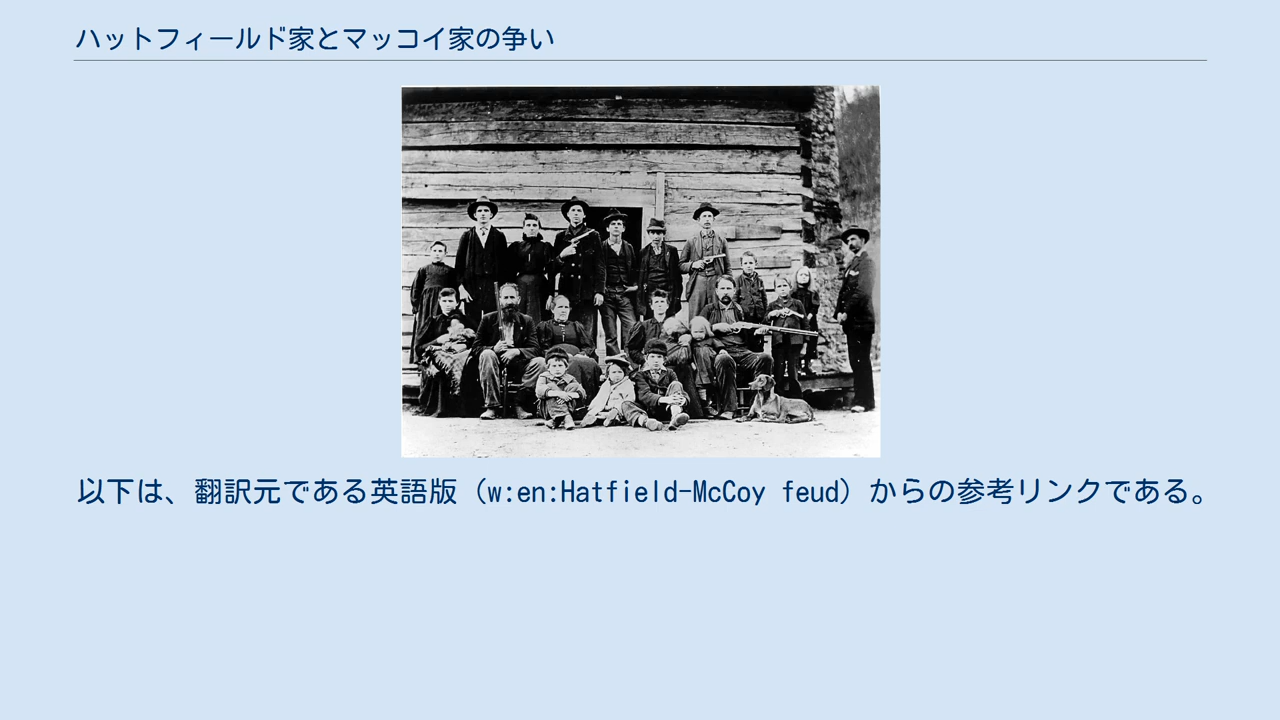 ハットフィールド家とマッコイ家の争い
以下は、翻訳元である英語版（w:en:Hatfield-McCoy feud）からの参考リンクである。